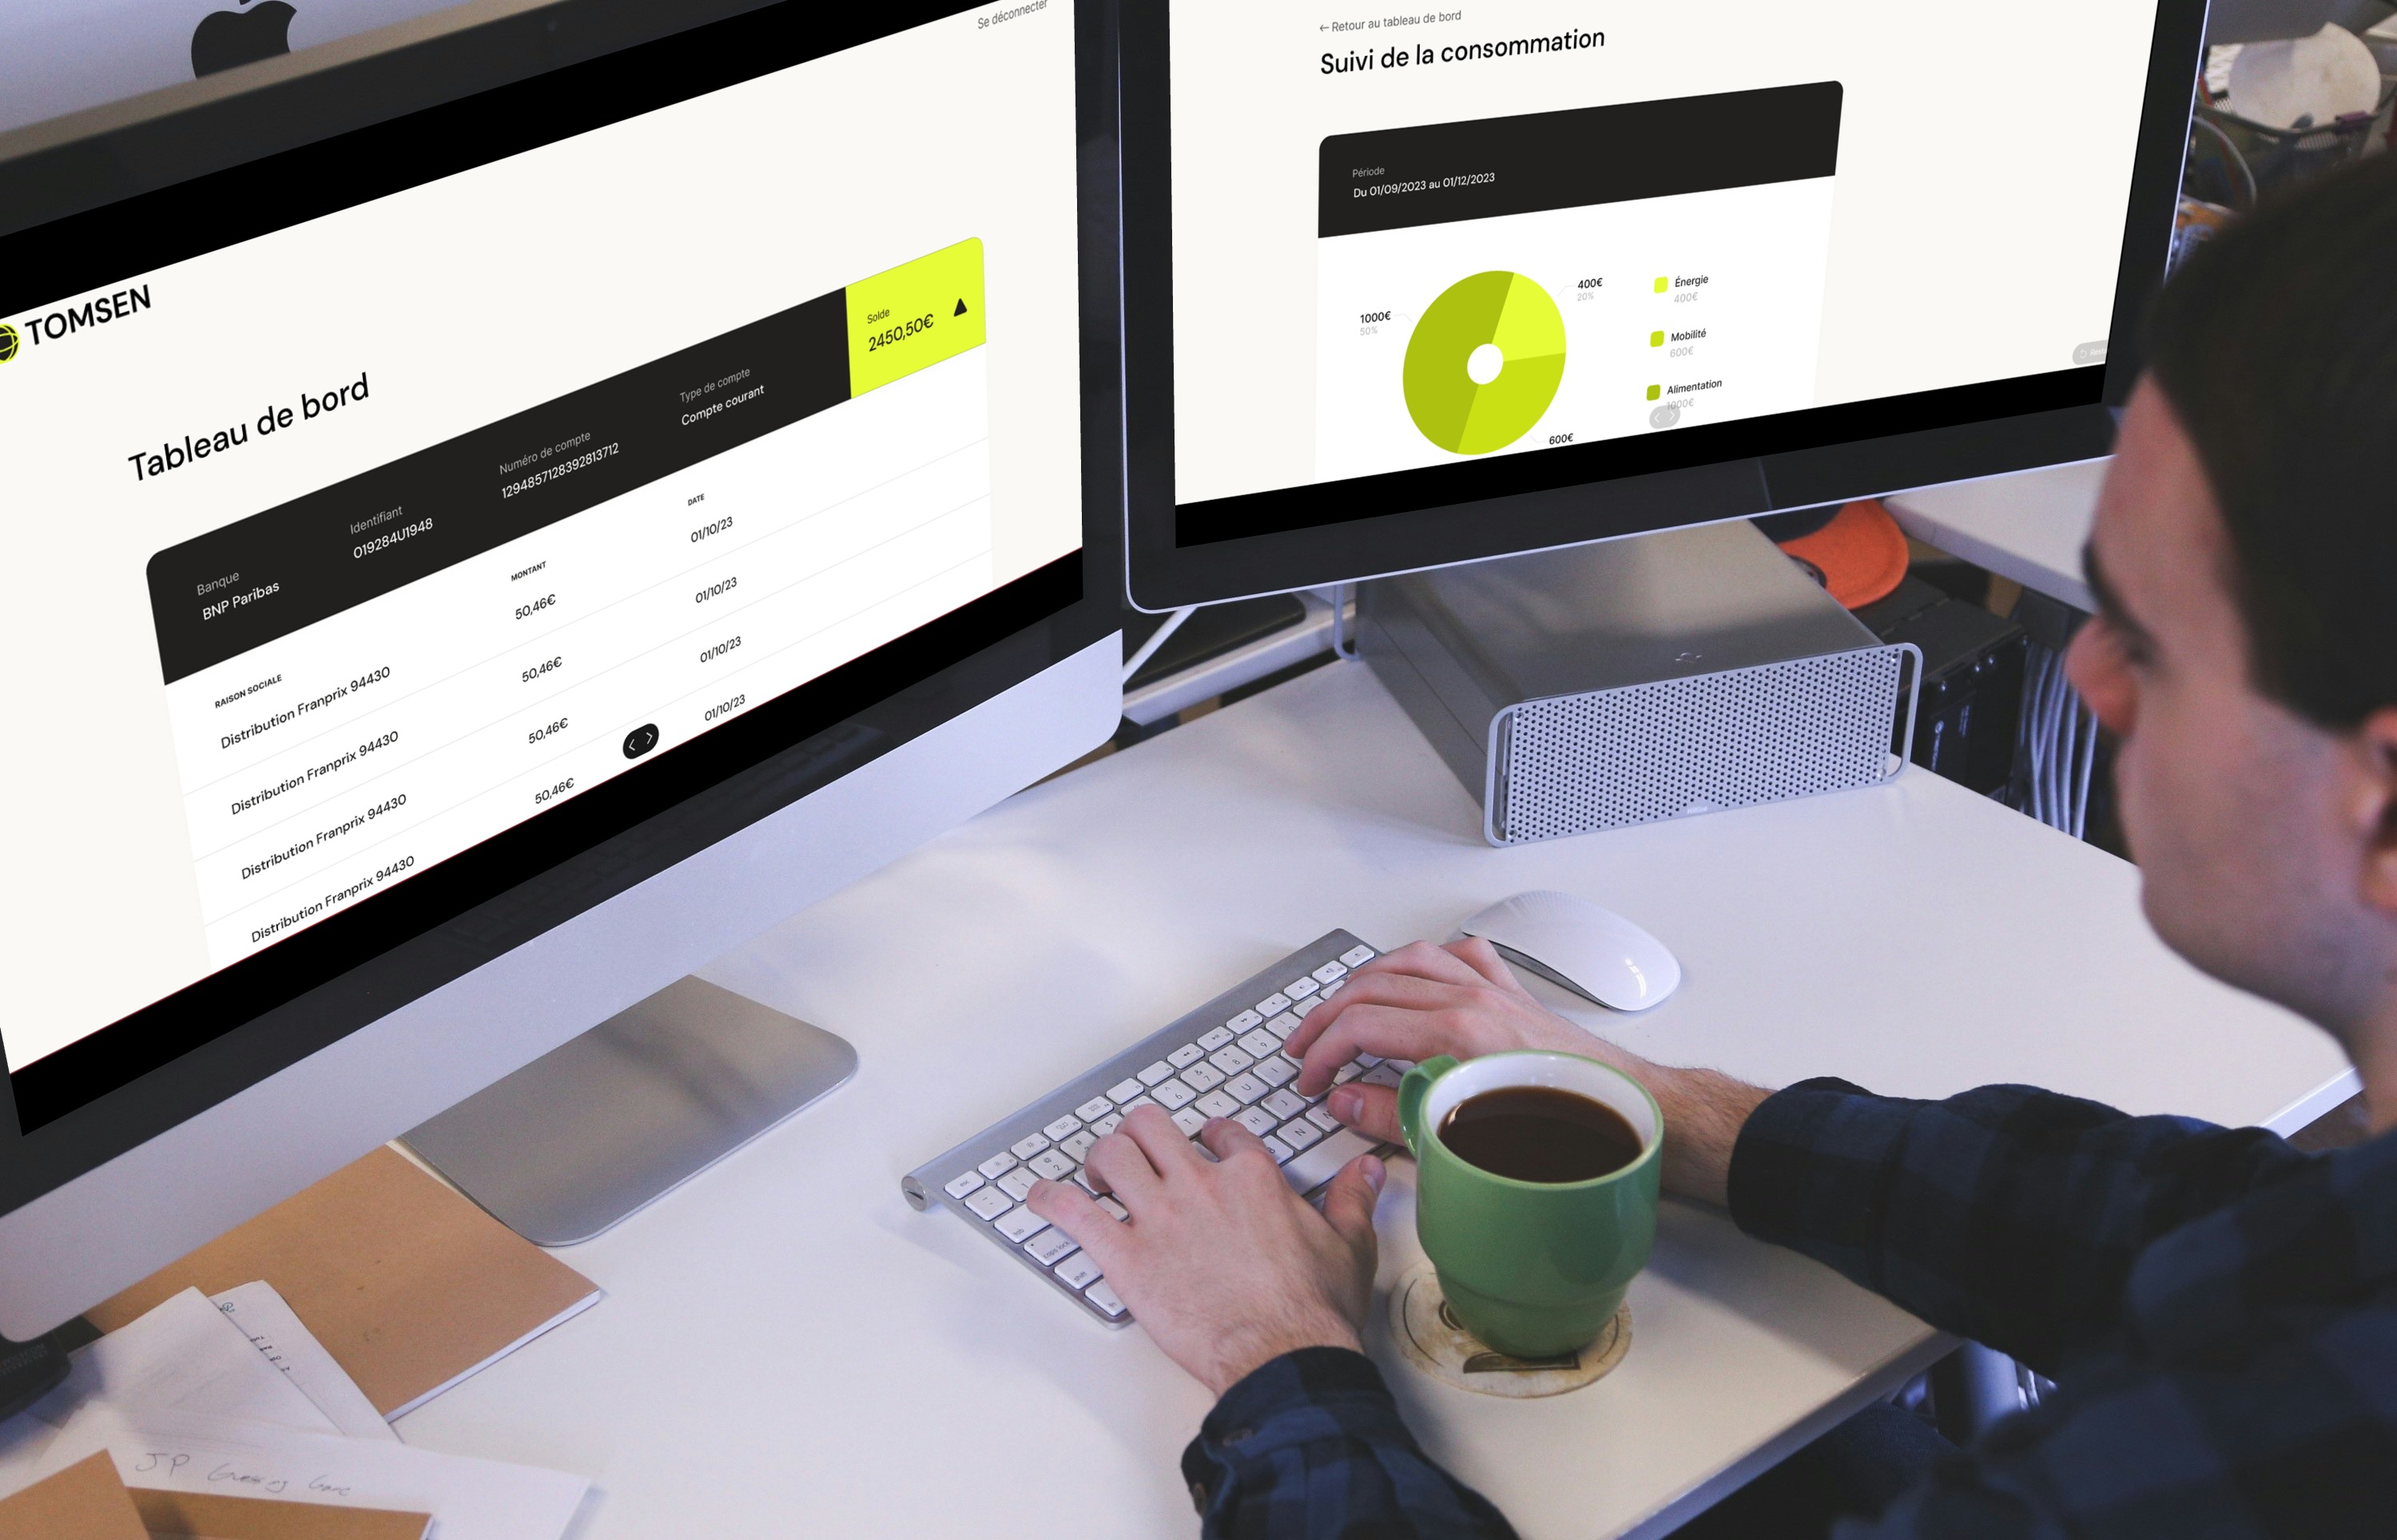 Se déconnecter
TOMSEN
Tableau de bord
Banque
BNP Paribas
Identifiant
019284U1948
Numéro de compte
1294857128392813712
Type de compte
Compte courant
Solde
2450,50€
RAISON SOCIALE MONTANT DATE
Distribution Franprix 94430 50,46€ 01/10/23
Distribution Franprix 94430 50,46€ 01/10/23
Distribution Franprix 94430 50,46€ 01/10/23
Distribution Franprix 94430 50,46€ 01/10/23
← Retour au tableau de bord
Suivi de la consommation
Période
Du 01/09/2023 au 01/12/2023
400€
20%
1000€
50%
600€
Énergie
400€
Mobilité
600€
Alimentation
1000€
caps lock
shift
JP